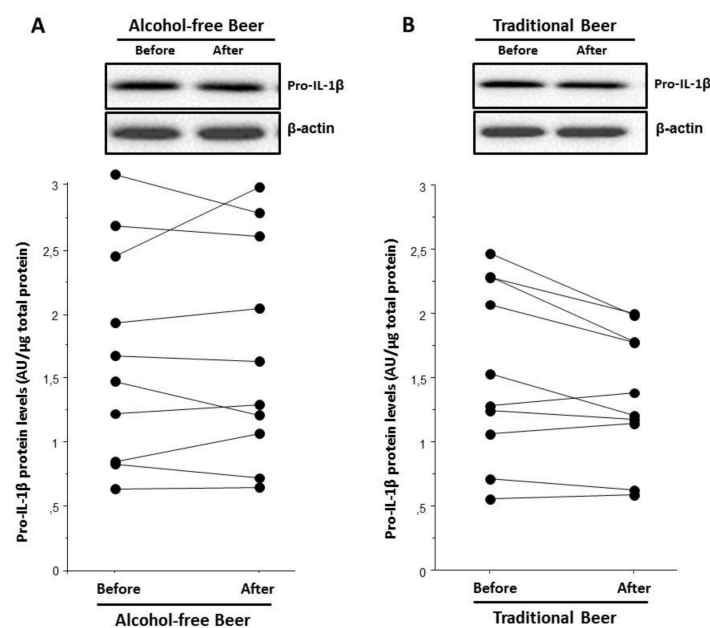 A
Alcohol-free Beer
Before After
Pro-IL-1β
β-actin
Pro-IL-1β protein levels (AU/µg total protein)
3
2,5
2
1,5
1
,5
0
Before After
Alcohol-free Beer
B
Traditional Beer
Before After
Pro-IL-1β
β-actin
Pro-IL-1β protein levels (AU/µg total protein)
3
2,5
2
1,5
1
,5
0
Before After
Traditional Beer